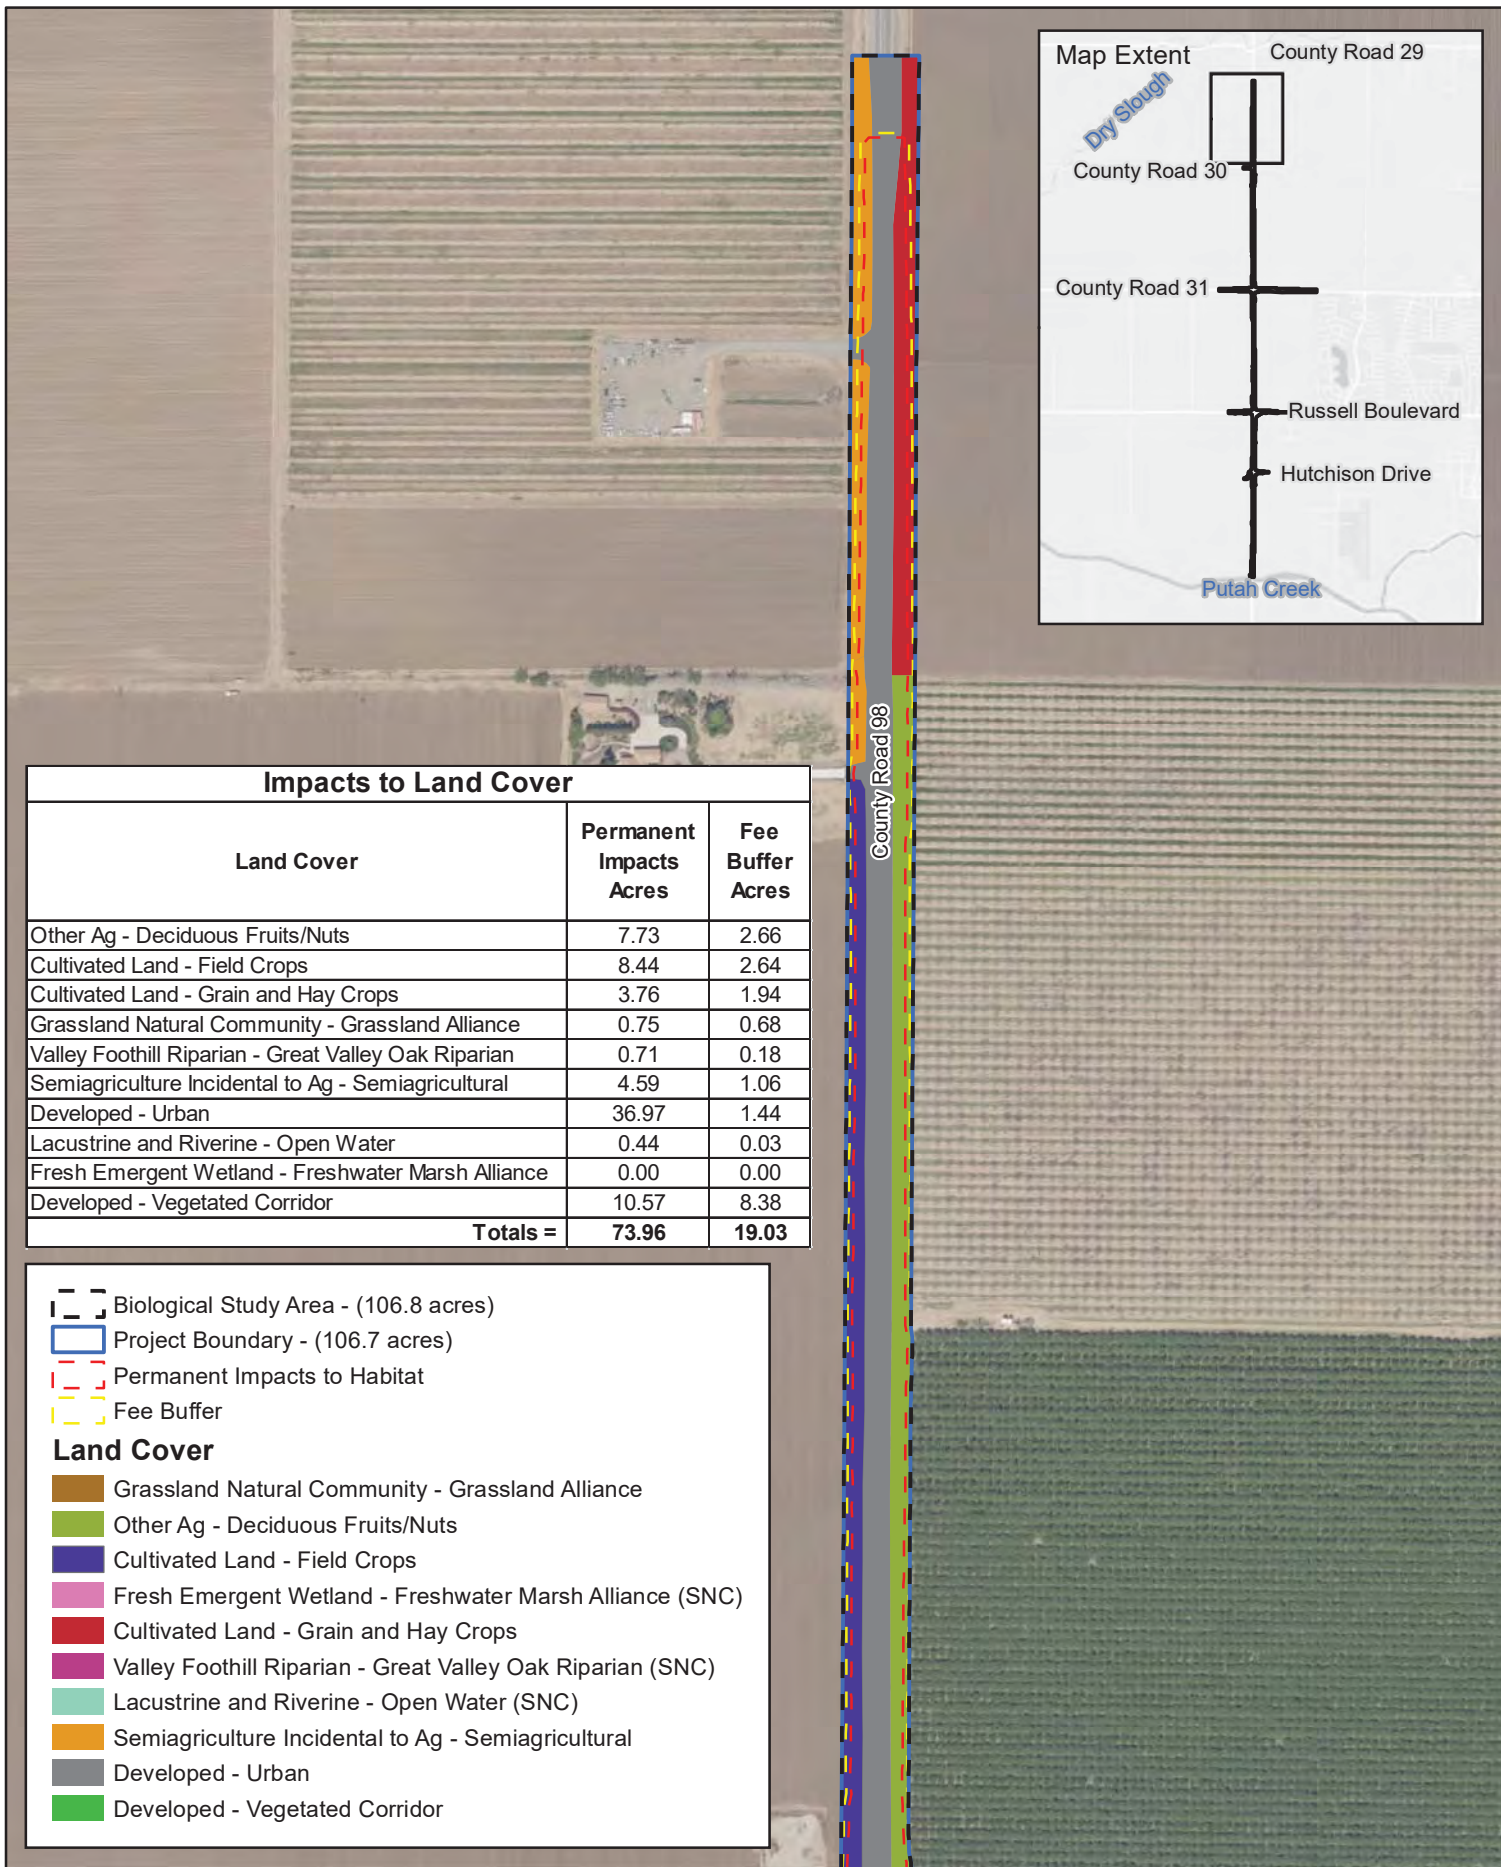 Map Extent
County Road 29
Dry Slough
County Road 30
County Road 31
Russell Boulevard
Hutchison Drive
Putah Creek
County Road 98
Impacts to Land Cover
Land Cover Permanent Impacts Acres Fee Buffer Acres
Other Ag - Deciduous Fruits/Nuts 7.73 2.66
Cultivated Land - Field Crops 8.44 2.64
Cultivated Land - Grain and Hay Crops 3.76 1.94
Grassland Natural Community - Grassland Alliance 0.75 0.68
Valley Foothill Riparian - Great Valley Oak Riparian 0.71 0.18
Semiagriculture Incidental to Ag - Semiagricultural 4.59 1.06
Developed - Urban 36.97 1.44
Lacustrine and Riverine - Open Water 0.44 0.03
Fresh Emergent Wetland - Freshwater Marsh Alliance 0.00 0.00
Developed - Vegetated Corridor 10.57 8.38
Totals = 73.96 19.03
Biological Study Area - (106.8 acres)
Project Boundary - (106.7 acres)
Permanent Impacts to Habitat
Fee Buffer
Land Cover
Grassland Natural Community - Grassland Alliance
Other Ag - Deciduous Fruits/Nuts
Cultivated Land - Field Crops
Fresh Emergent Wetland - Freshwater Marsh Alliance (SNC)
Cultivated Land - Grain and Hay Crops
Valley Foothill Riparian - Great Valley Oak Riparian (SNC)
Lacustrine and Riverine - Open Water (SNC)
Semiagriculture Incidental to Ag - Semiagricultural
Developed - Urban
Developed - Vegetated Corridor